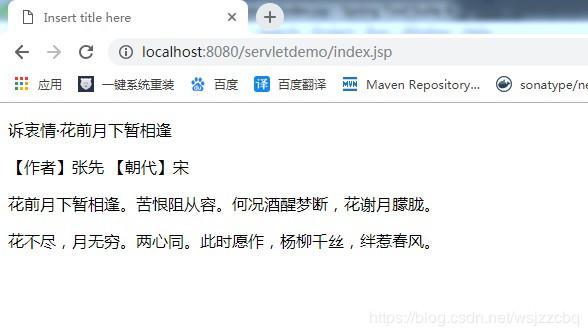 Insert title here
localhost:8080/servletdemo/index.jsp
应用 一键系统重装 百度 译 百度翻译 MVN Maven Repository... sonatype/ne
诉衷情·花前月下暂相逢
【作者】张先 【朝代】宋
花前月下暂相逢。苦恨阻从容。何况酒醒梦断，花谢月朦胧。
花不尽，月无穷。两心同。此时愿作，杨柳千丝，绊惹春风。
https://blog.csdn.net/wsjzzcbq